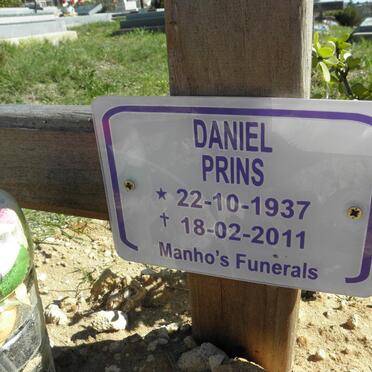 DANIEL
PRINS
★ 22-10-1937
✝ 18-02-2011
Manho's Funerals